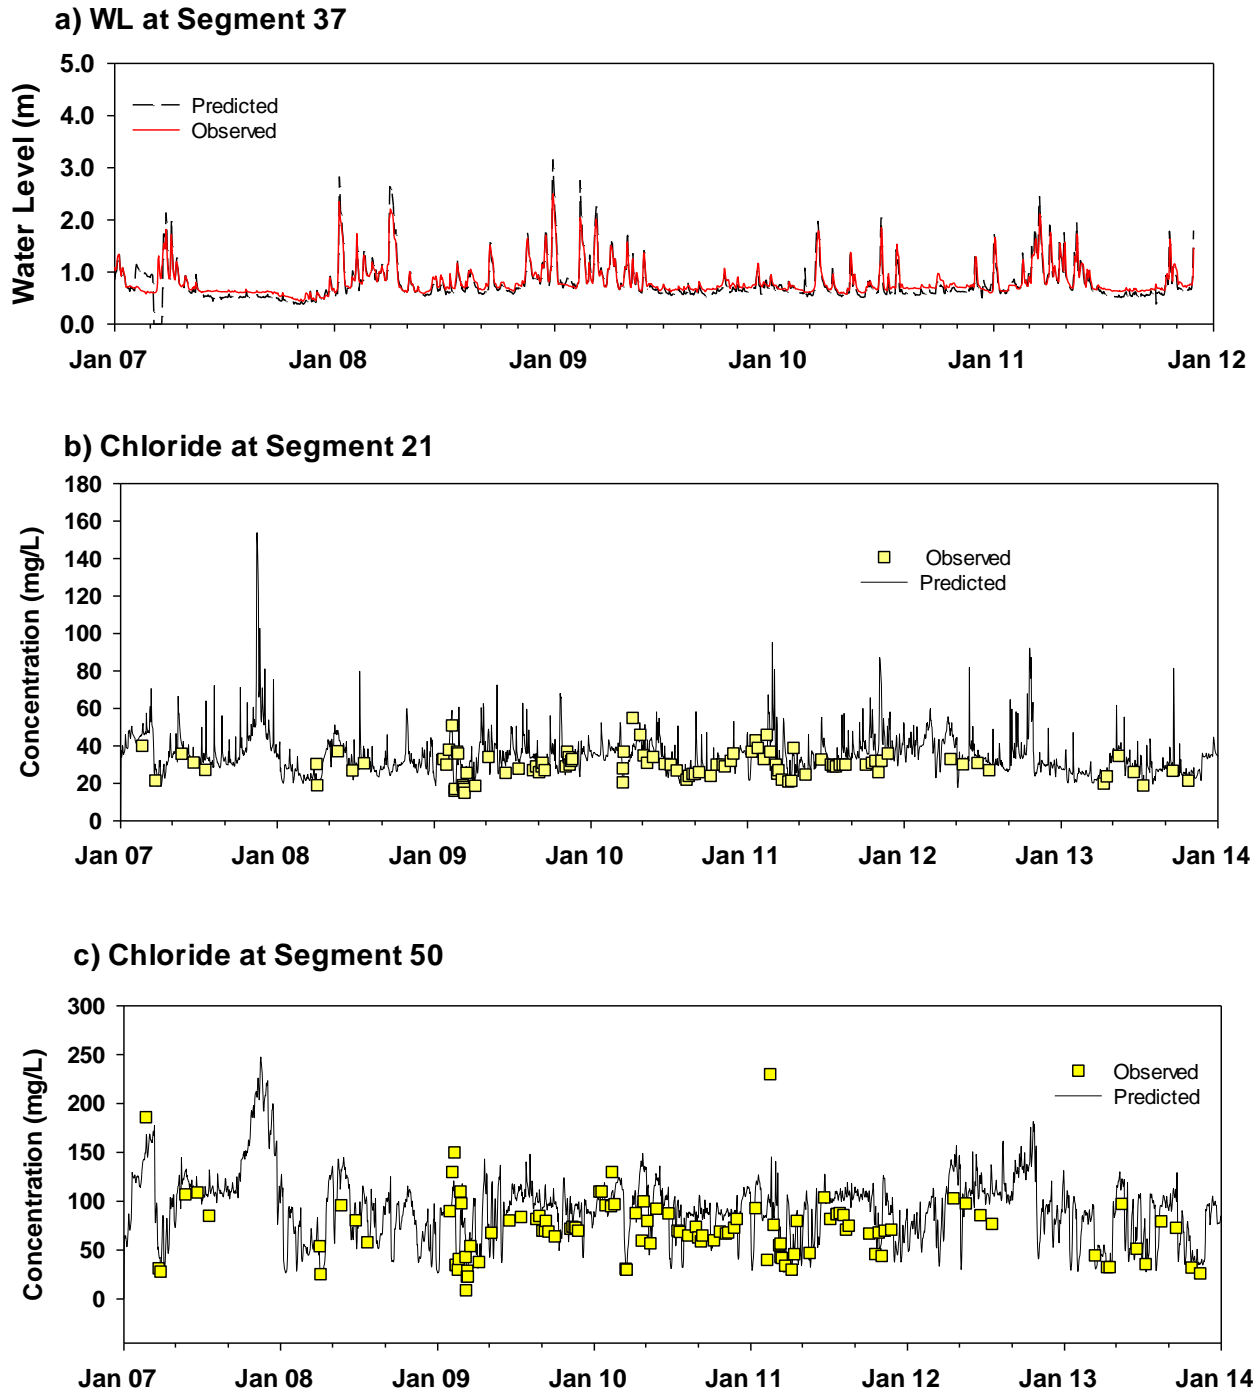 a) WL at Segment 37
Water Level (m)
5.0
4.0
3.0
2.0
1.0
0.0
Predicted
Observed
Jan 07
Jan 08
Jan 09
Jan 10
Jan 11
Jan 12
b) Chloride at Segment 21
Concentration (mg/L)
180
160
140
120
100
80
60
40
20
0
Observed
Predicted
Jan 07
Jan 08
Jan 09
Jan 10
Jan 11
Jan 12
Jan 13
Jan 14
c) Chloride at Segment 50
Concentration (mg/L)
300
250
200
150
100
50
0
Observed
Predicted
Jan 07
Jan 08
Jan 09
Jan 10
Jan 11
Jan 12
Jan 13
Jan 14